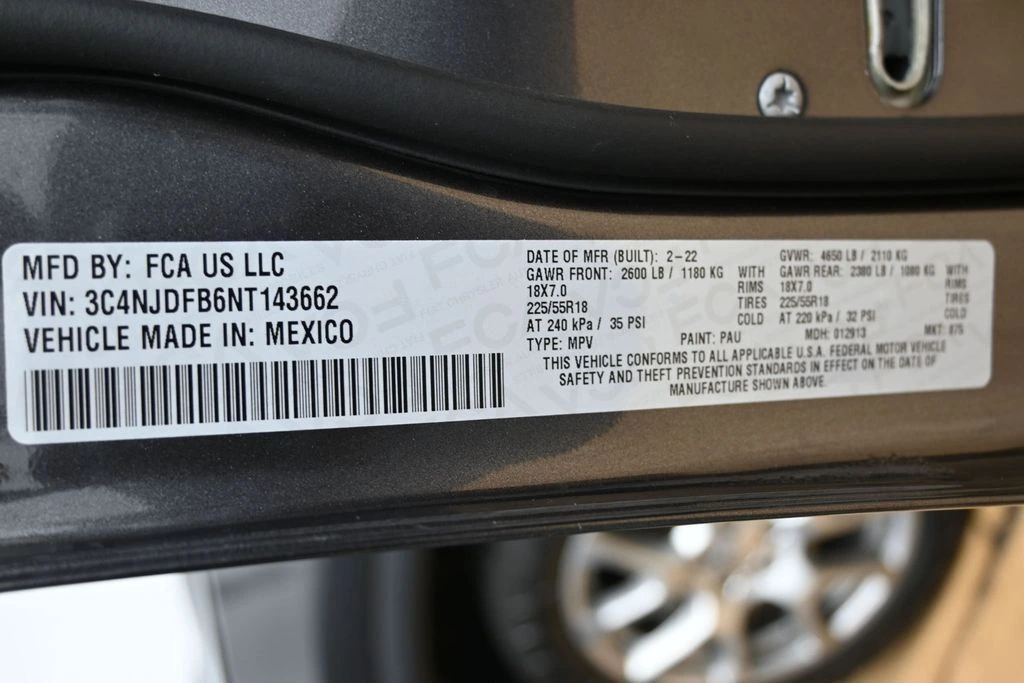 MFD BY: FCA US LLC
VIN: 3C4NJDFB6NT143662
VEHICLE MADE IN: MEXICO
DATE OF MFR (BUILT): 2-22 GVWR: 4650 LB / 2110 KG
GAWR FRONT: 2600 LB / 1180 KG WITH GAWR REAR: 2380 LB / 1080 KG WITH
18X7.0 RIMS 18X7.0 RIMS
225/55R18 TIRES 225/55R18 TIRES
AT 240 kPa / 35 PSI COLD AT 220 kPa / 32 PSI COLD
TYPE: MPV PAINT: PAU MDH: 012913 MKT: 875
THIS VEHICLE CONFORMS TO ALL APPLICABLE U.S.A. FEDERAL MOTOR VEHICLE
SAFETY AND THEFT PREVENTION STANDARDS IN EFFECT ON THE DATE OF
MANUFACTURE SHOWN ABOVE.